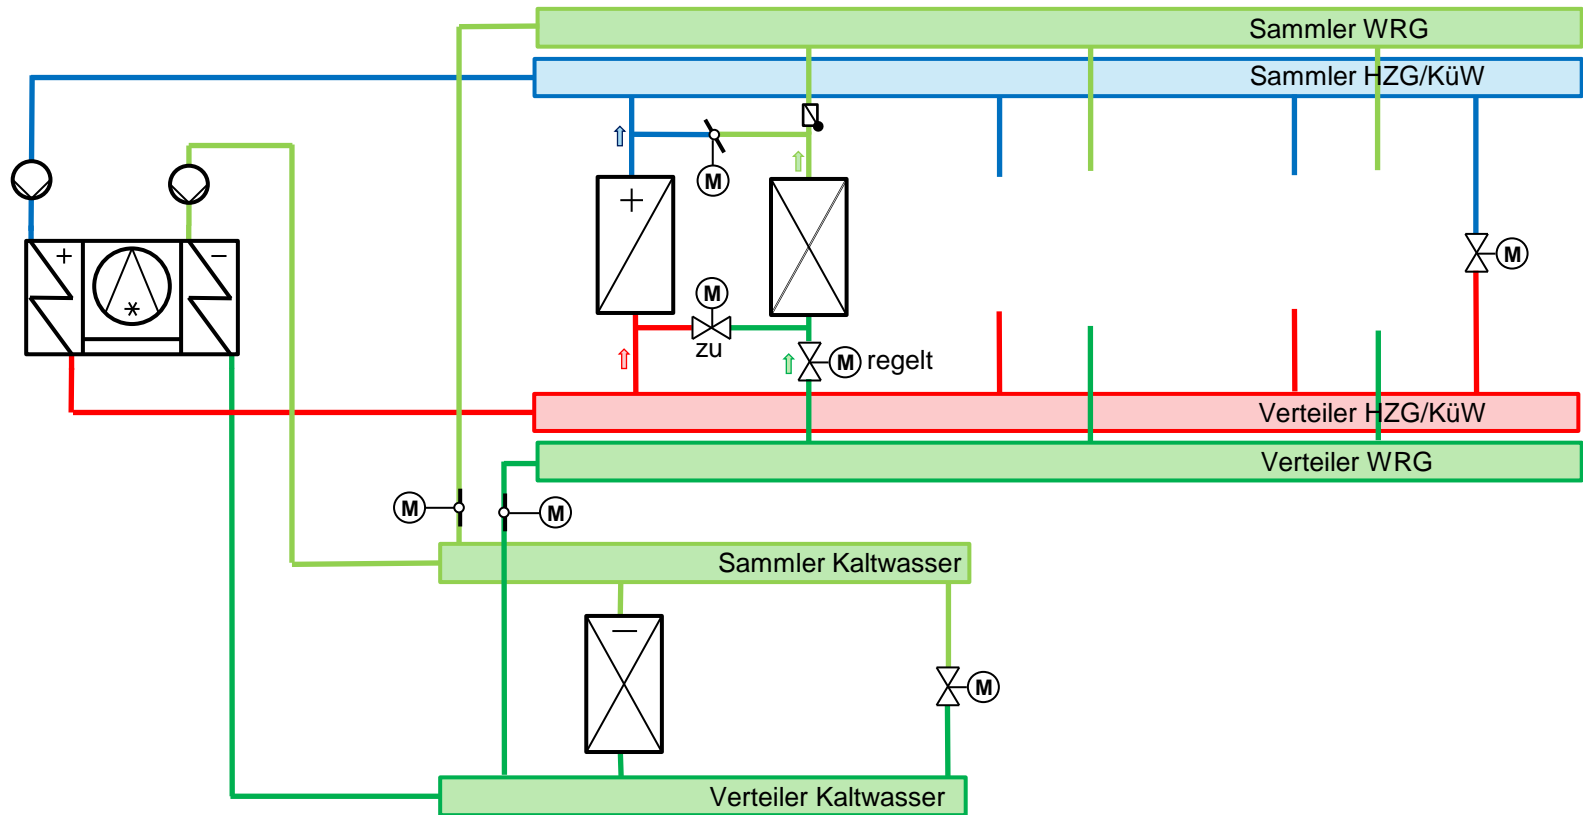 Sammler WRG
Sammler HZG/KüW
M
M
M
zu
M regelt
Verteiler HZG/KüW
Verteiler WRG
M
M
Sammler Kaltwasser
M
Verteiler Kaltwasser